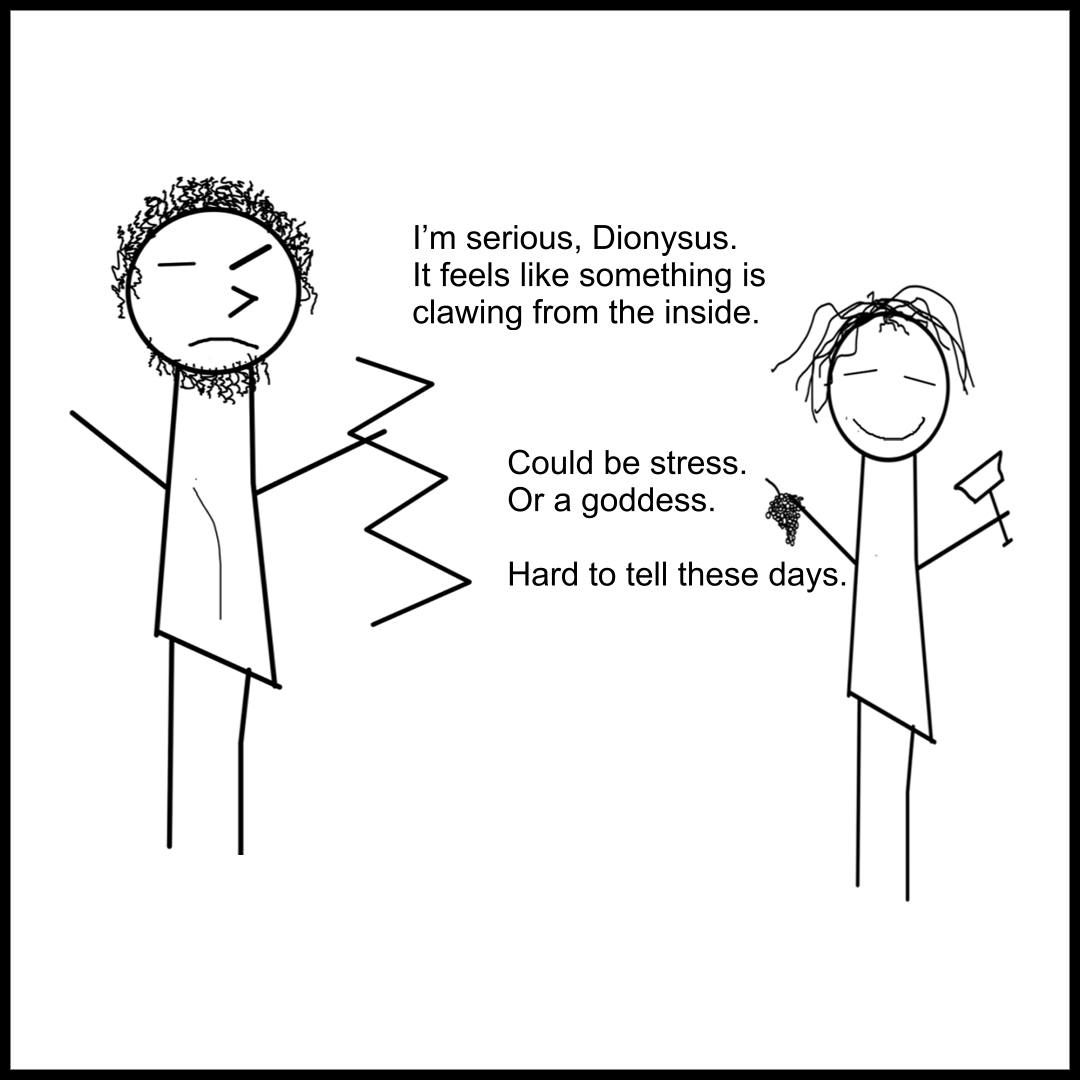 I’m serious, Dionysus.
It feels like something is
clawing from the inside.
Could be stress.
Or a goddess.
Hard to tell these days.